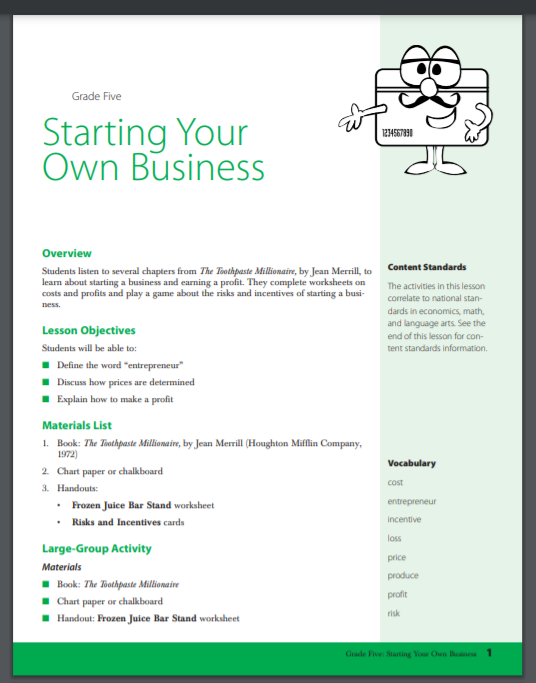 Grade Five
Starting Your
Own Business
1234567890
Overview
Students listen to several chapters from The Toothpaste Millionaire, by Jean Merrill, to
learn about starting a business and earning a profit. They complete worksheets on
costs and profits and play a game about the risks and incentives of starting a busi-
ness.
Lesson Objectives
Students will be able to:
■ Define the word “entrepreneur”
■ Discuss how prices are determined
■ Explain how to make a profit
Materials List
1. Book: The Toothpaste Millionaire, by Jean Merrill (Houghton Mifflin Company,
1972)
2. Chart paper or chalkboard
3. Handouts:
• Frozen Juice Bar Stand worksheet
• Risks and Incentives cards
Large-Group Activity
Materials
■ Book: The Toothpaste Millionaire
■ Chart paper or chalkboard
■ Handout: Frozen Juice Bar Stand worksheet
Content Standards
The activities in this lesson
correlate to national stan-
dards in economics, math,
and language arts. See the
end of this lesson for con-
tent standards information.
Vocabulary
cost
entrepreneur
incentive
loss
price
produce
profit
risk
Grade Five: Starting Your Own Business 1